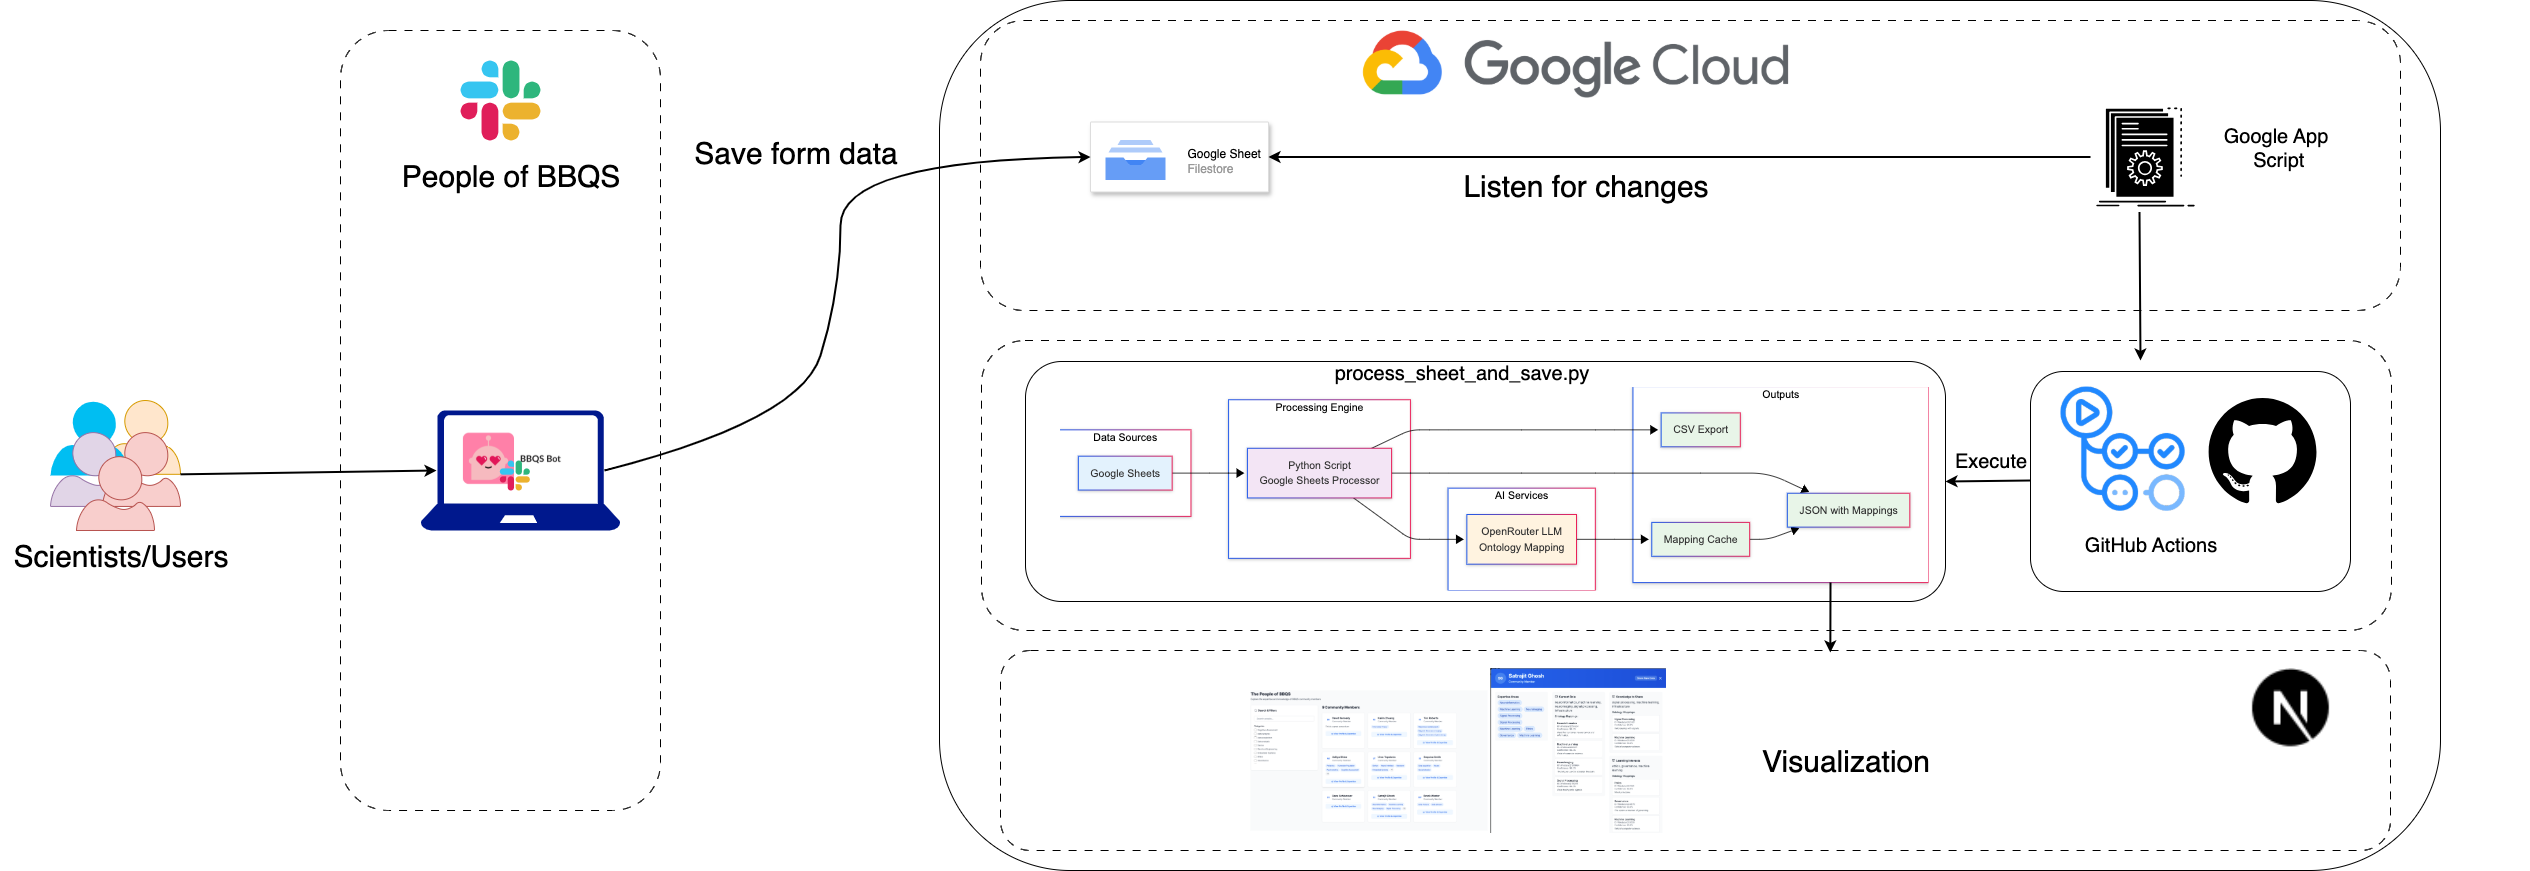 People of BBQS
BBQS Bot
Scientists/Users
Save form data
Google Cloud
Google Sheet
Filestore
Listen for changes
Google App
Script
process_sheet_and_save.py
Data Sources
Google Sheets
Processing Engine
Python Script
Google Sheets Processor
AI Services
OpenRouter LLM
Ontology Mapping
Outputs
CSV Export
JSON with Mappings
Mapping Cache
Execute
GitHub Actions
The People of BBQS
Satrajit Ghosh
Visualization
N